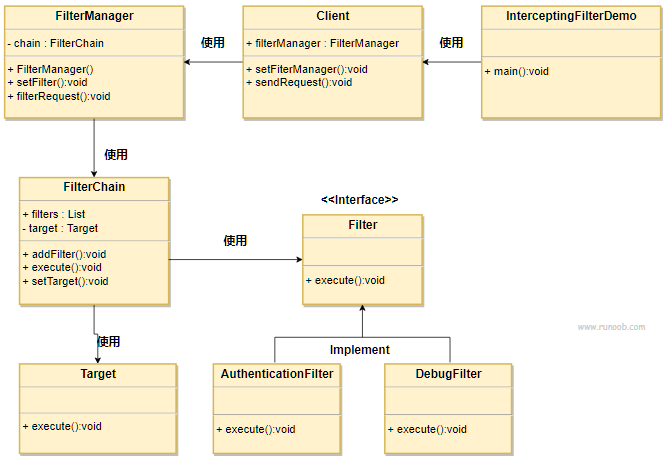 FilterManager
- chain : FilterChain
+ FilterManager()
+ setFilter():void
+ filterRequest():void
使用
Client
+ filterManager : FilterManager
+ setFiterManager():void
+ sendRequest():void
使用
InterceptingFilterDemo
+ main():void
使用
FilterChain
+ filters : List
- target : Target
+ addFilter():void
+ execute():void
+ setTarget():void
使用
<<Interface>>
Filter
+ execute():void
www.runoob.com
使用
Implement
Target
+ execute():void
AuthenticationFilter
+ execute():void
DebugFilter
+ execute():void